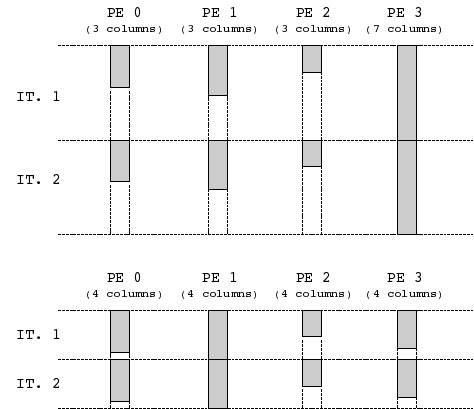 PE 0 PE 1 PE 2 PE 3
(3 columns) (3 columns) (3 columns) (7 columns)
IT. 1
IT. 2
PE 0 PE 1 PE 2 PE 3
(4 columns) (4 columns) (4 columns) (4 columns)
IT. 1
IT. 2